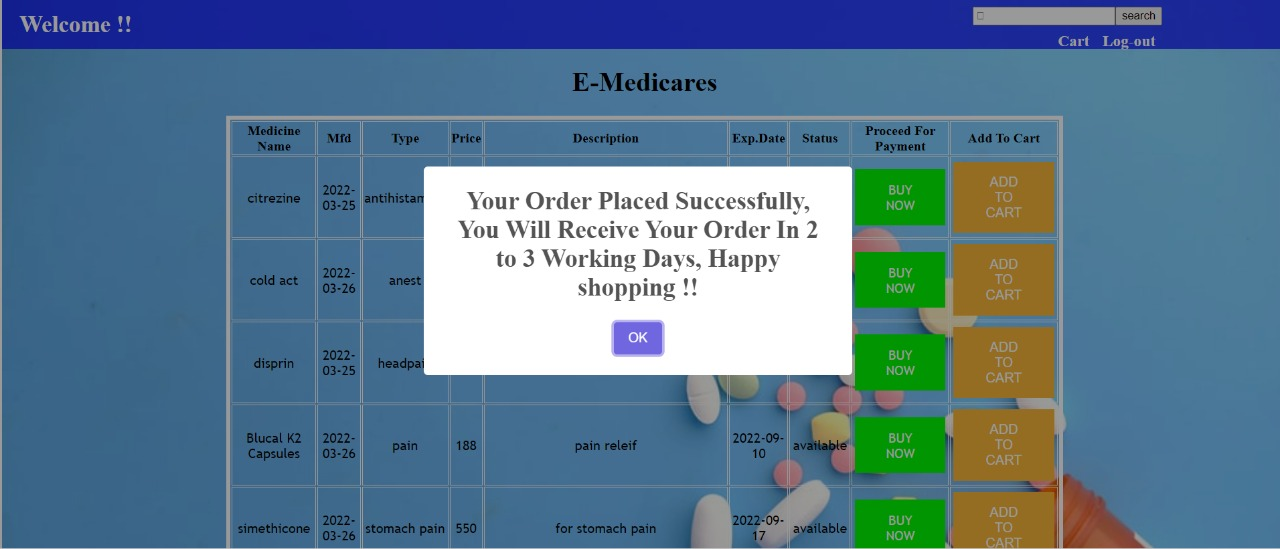 Welcome !!
search
Cart Log-out
E-Medicares
Medicine Name Mfd Type Price Description Exp.Date Status Proceed For Payment Add To Cart
citrezine 2022-03-25 BUY NOW ADD TO CART
cold act 2022-03-26 BUY NOW ADD TO CART
disprin 2022-03-25 BUY NOW ADD TO CART
Your Order Placed Successfully,
You Will Receive Your Order In 2
to 3 Working Days, Happy
shopping !!
OK
Blucal K2 Capsules 2022-03-26 pain 188 pain releif 2022-09-10 available BUY NOW ADD TO CART
simethicone 2022-03-26 stomach pain 550 for stomach pain 2022-09-17 available BUY NOW ADD TO CART